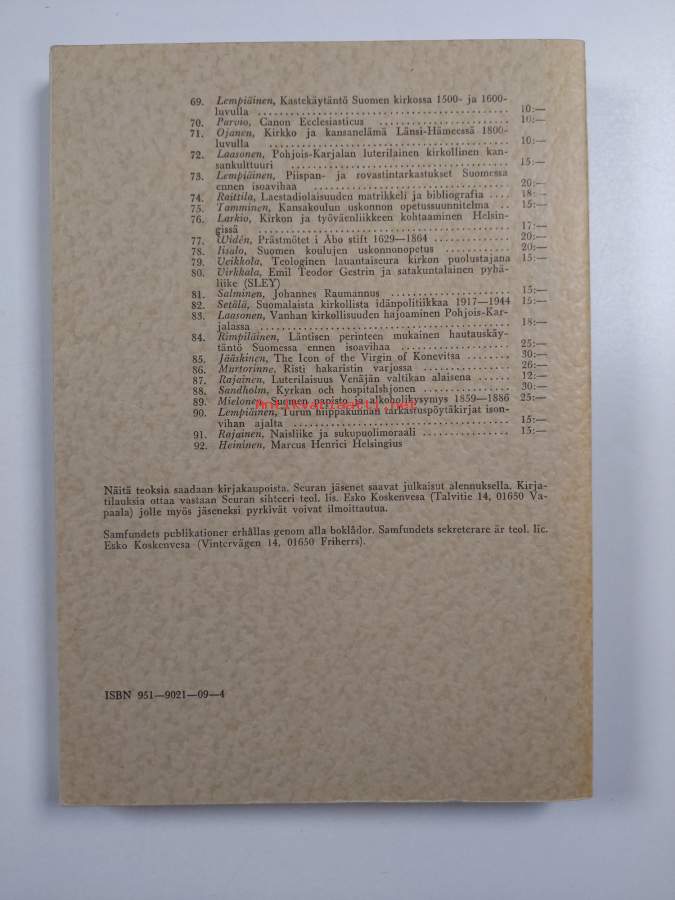 69. Lempiäinen, Kastekäytäntö Suomen kirkossa 1500- ja 1600-
luvulla ........ 10:—
70. Parvio, Canon Ecclesiasticus ........ 10:—
71. Ojanen, Kirkko ja kansanelämä Länsi-Hämeessä 1800-
luvulla ........ 10:—
72. Laasonen, Pohjois-Karjalan luterilainen kirkollinen kan-
sankulttuuri ........ 15:—
73. Lempiäinen, Piispan- ja rovastintarkastukset Suomessa
ennen isoavihaa ........ 20:—
74. Raittila, Laestadiolaisuuden matrikkeli ja bibliografia .... 18:—
75. Tamminen, Kansakoulun uskonnon opetussuunnitelma .. 15:—
76. Larkio, Kirkon ja työväenliikkeen kohtaaminen Helsin-
gissä ........ 17:—
77. Widén, Prästmötet i Åbo stift 1629—1864 ........ 20:—
78. Iisalo, Suomen koulujen uskonnonopetus ........ 20:—
79. Veikkola, Teologinen lauantaiseura kirkon puolustajana 15:—
80. Virkkala, Emil Teodor Gestrin ja satakuntalainen pyhä-
liike (SLEY)
81. Salminen, Johannes Raumannus ........ 15:—
82. Setälä, Suomalaista kirkollista idänpolitiikkaa 1917—1944 15:—
83. Laasonen, Vanhan kirkollisuuden hajoaminen Pohjois-Kar-
jalassa ........ 18:—
84. Rimpiläinen, Läntisen perinteen mukainen hautauskäy-
täntö Suomessa ennen isoavihaa ........ 25:—
85. Jääskinen, The Icon of the Virgin of Konevitsa ........ 30:—
86. Murtorinne, Risti hakaristin varjossa ........ 26:—
87. Rajainen, Luterilaisuus Venäjän valtikan alaisena ...... 12:—
88. Sandholm, Kyrkan och hospitalshjonen ........ 30:—
89. Mielonen, Suomen papisto ja alkoholikysymys 1859—1886 25:—
Antikvariaatti.net
90. Lempiäinen, Turun hiippakunnan tarkastuspöytäkirjat ison-
vihan ajalta ........ 15:—
91. Rajainen, Naisliike ja sukupuolimoraali ........ 15:—
92. Heininen, Marcus Henrici Helsingius
Näitä teoksia saadaan kirjakaupoista. Seuran jäsenet saavat julkaisut alennuksella. Kirja-
tilauksia ottaa vastaan Seuran sihteeri teol. lis. Esko Koskenvesa (Talvitie 14, 01650 Va-
paala) jolle myös jäseneksi pyrkivät voivat ilmoittautua.
Samfundets publikationer erhållas genom alla boklådor. Samfundets sekreterare är teol. lic.
Esko Koskenvesa (Vintervägen 14, 01650 Friherrs).
ISBN 951—9021—09—4